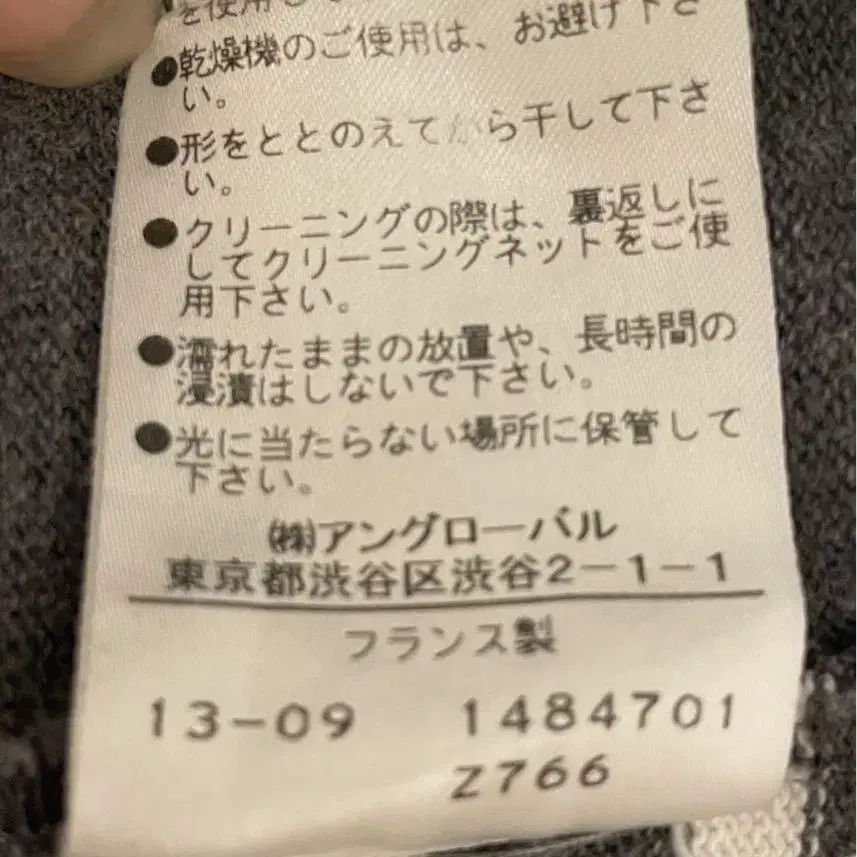 を使用し
●乾燥機のご使用は、お避け下さ
い。
●形をととのえてから干して下さ
い。
●クリーニングの際は、裏返しに
してクリーニングネットをご使
用下さい。
●濡れたままの放置や、長時間の
浸漬はしないで下さい。
●光に当たらない場所に保管して
下さい。
㈱アングローバル
東京都渋谷区渋谷2-1-1
フランス製
13-09 1484701
Z766